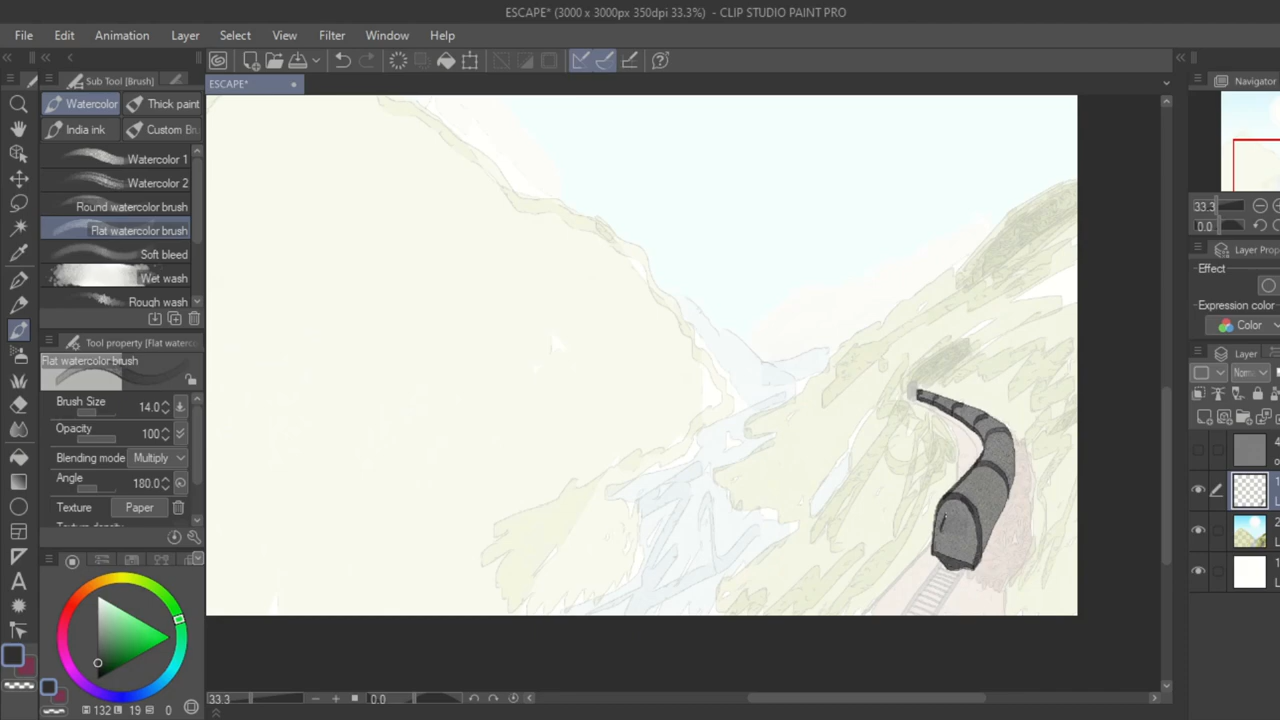 ESCAPE* (3000 x 3000px 350dpi 33.3%) - CLIP STUDIO PAINT PRO
File Edit Animation Layer Select View Filter Window Help
Sub Tool [Brush]
ESCAPE*
Navigator
Watercolor Thick paint
India ink Custom Bru
Watercolor 1
Watercolor 2
Round watercolor brush
Flat watercolor brush
Soft bleed
Wet wash
Rough wash
Tool property [Flat waterc
Flat watercolor brush
Brush Size 14.0
Opacity 100
Blending mode Multiply
Angle 180.0
Texture Paper
H 132 L 19 S 0
33.3 0.0
33.3
0.0
Layer Prop
Effect
Expression color
Color
Layer
Norm